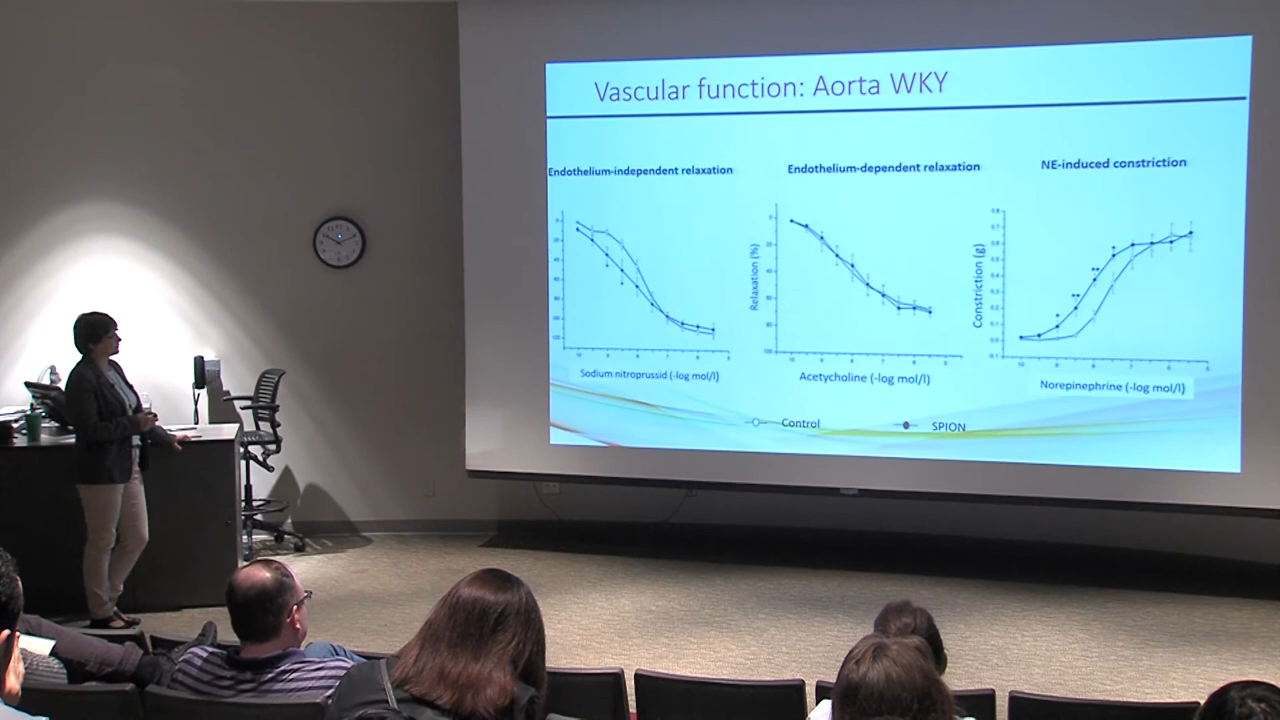 Vascular function: Aorta WKY
Endothelium-independent relaxation
Endothelium-dependent relaxation
NE-induced constriction
Relaxation (%)
Constriction (g)
Sodium nitroprussid (-log mol/l)
Acetycholine (-log mol/l)
Norepinephrine (-log mol/l)
Control
SPION